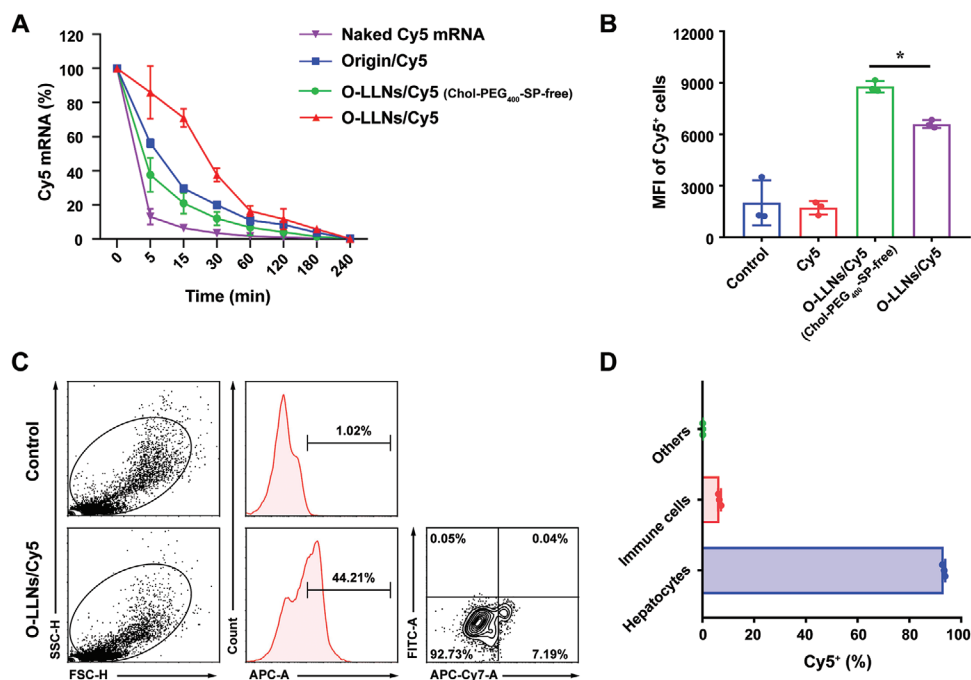 A
Cy5 mRNA (%)
120
100
80
60
40
20
0
0
5
15
30
60
120
180
240
Time (min)
Naked Cy5 mRNA
Origin/Cy5
O-LLNs/Cy5 (Chol-PEG400-SP-free)
O-LLNs/Cy5
B
MFI of Cy5+ cells
12000
9000
6000
3000
0
*
Control
Cy5
O-LLNs/Cy5
(Chol-PEG400-SP-free)
O-LLNs/Cy5
C
Control
1.02%
O-LLNs/Cy5
SSC-H
FSC-H
Count
44.21%
APC-A
FITC-A
0.05%
0.04%
92.73%
7.19%
APC-Cy7-A
D
Others
Immune cells
Hepatocytes
0
20
40
60
80
100
Cy5+ (%)